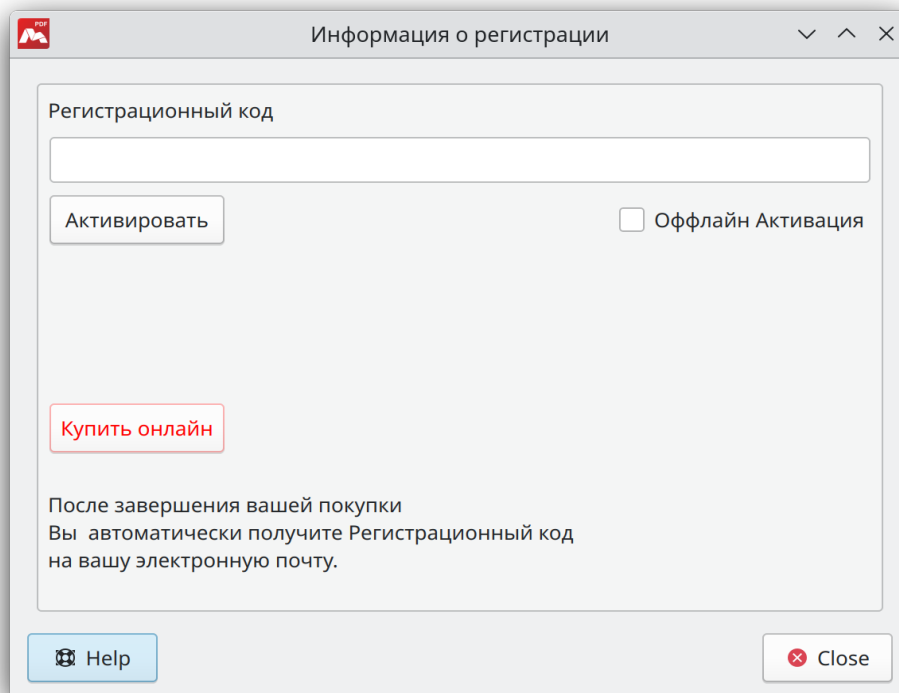 PDF
Информация о регистрации
Регистрационный код
Активировать
Оффлайн Активация
Купить онлайн
После завершения вашей покупки
Вы  автоматически получите Регистрационный код
на вашу электронную почту.
Help
Close